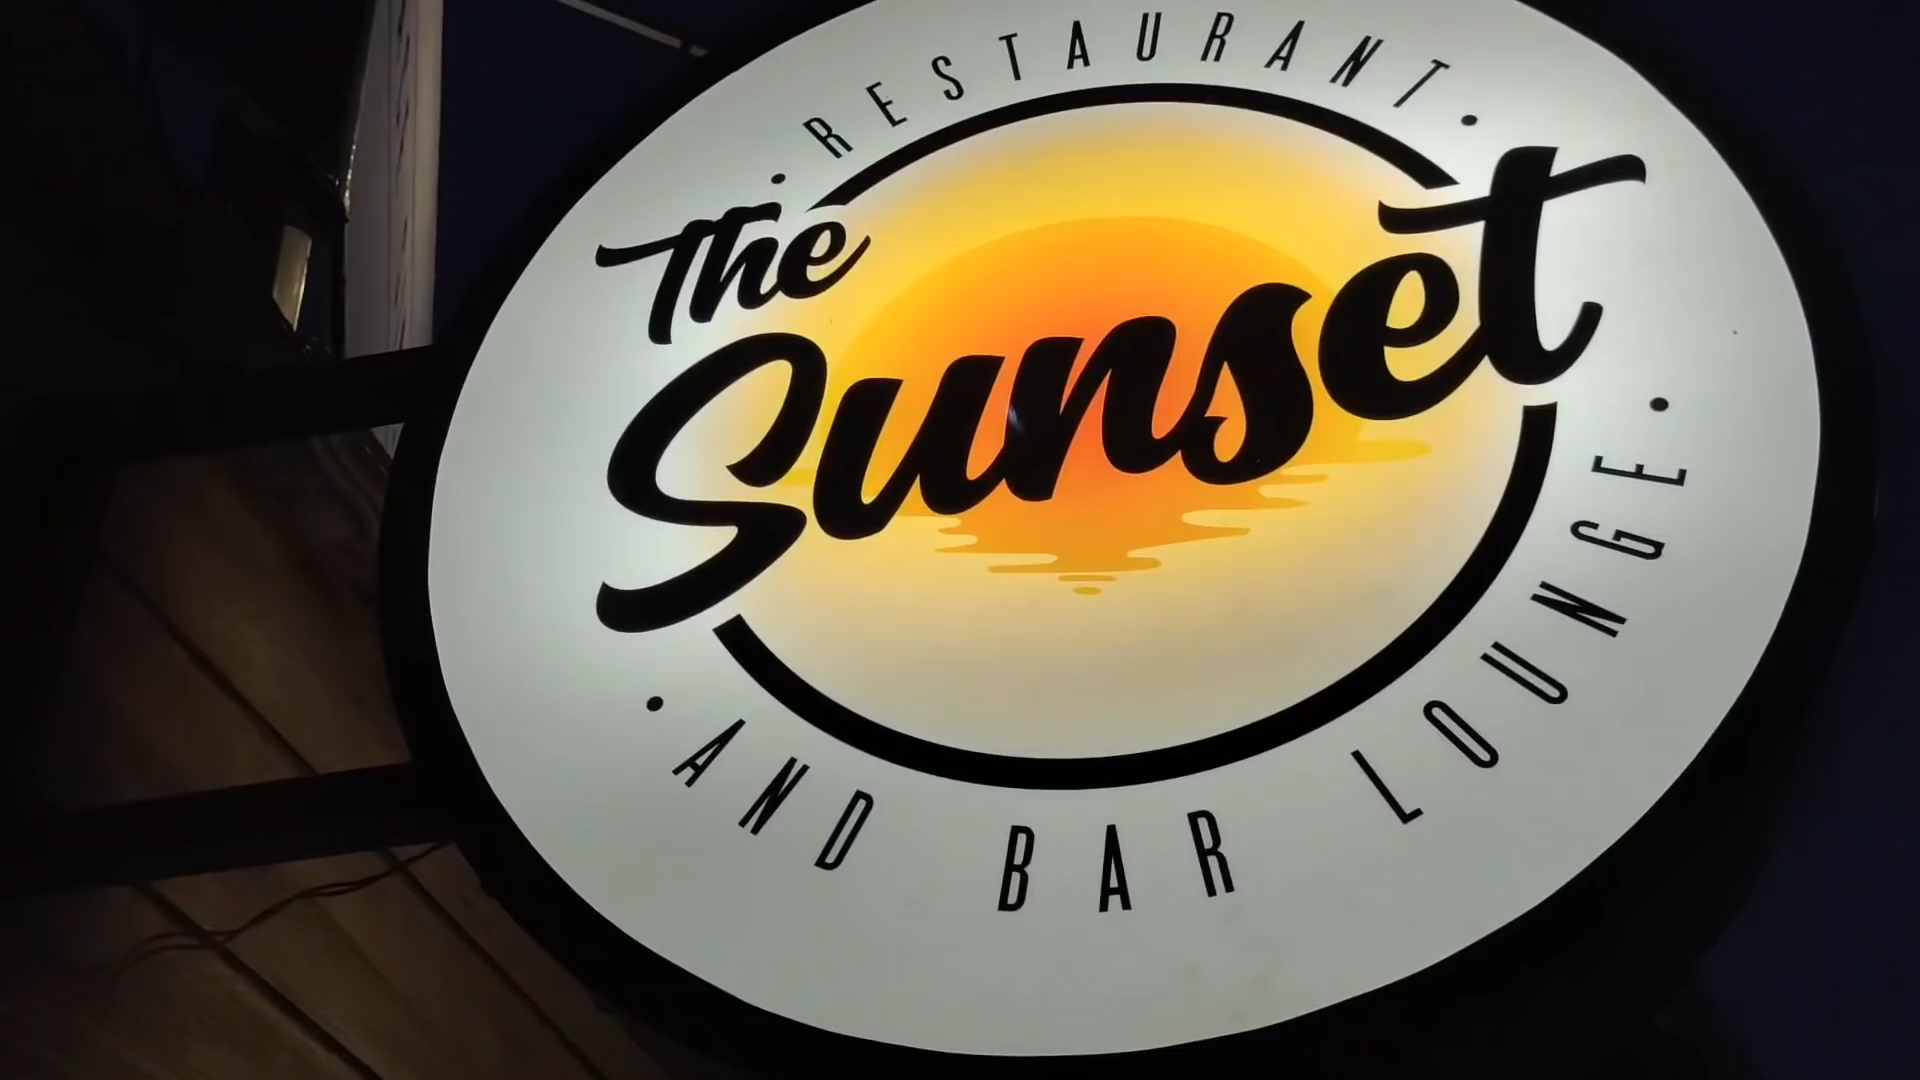 • RESTAURANT •
The
Sunset
• AND BAR LOUNGE •